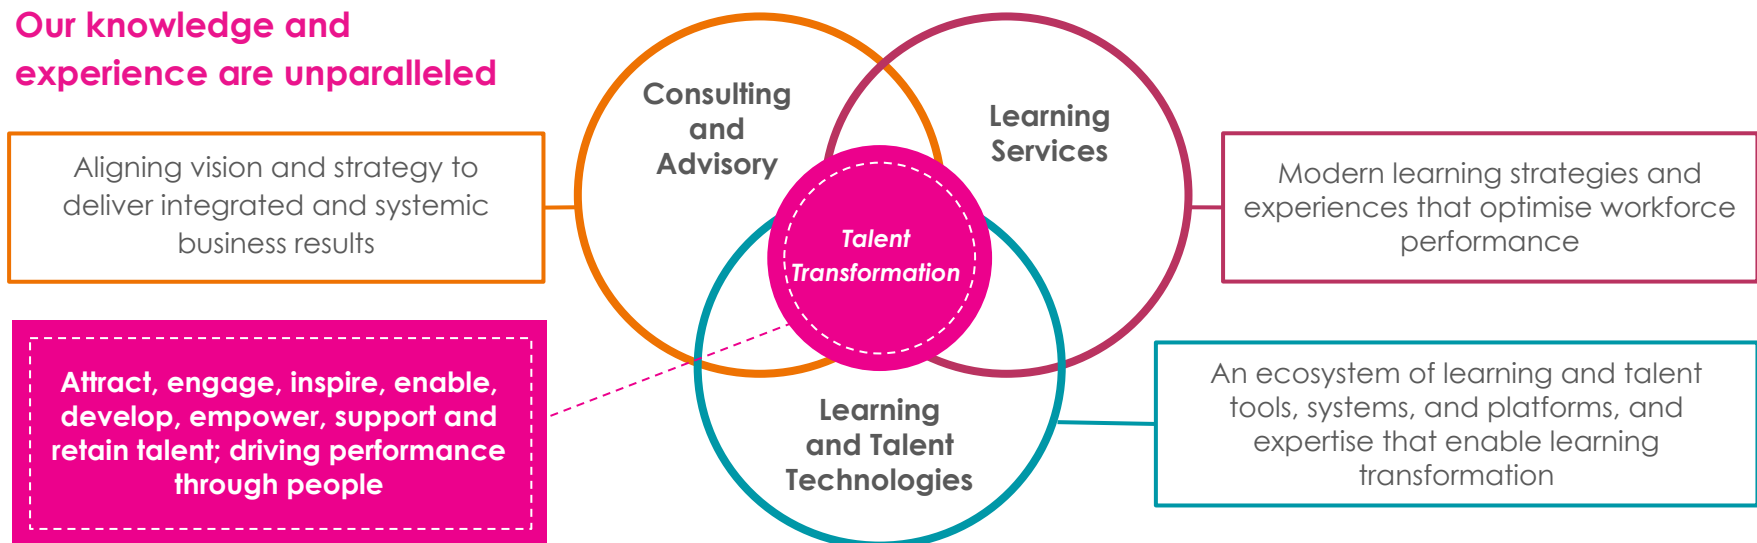 Our knowledge and
experience are unparalleled
Consulting
and
Advisory
Learning
Services
Aligning vision and strategy to
deliver integrated and systemic
business results
Modern learning strategies and
experiences that optimise workforce
performance
Talent
Transformation
Attract, engage, inspire, enable,
develop, empower, support and
retain talent; driving performance
through people
Learning
and Talent
Technologies
An ecosystem of learning and talent
tools, systems, and platforms, and
expertise that enable learning
transformation